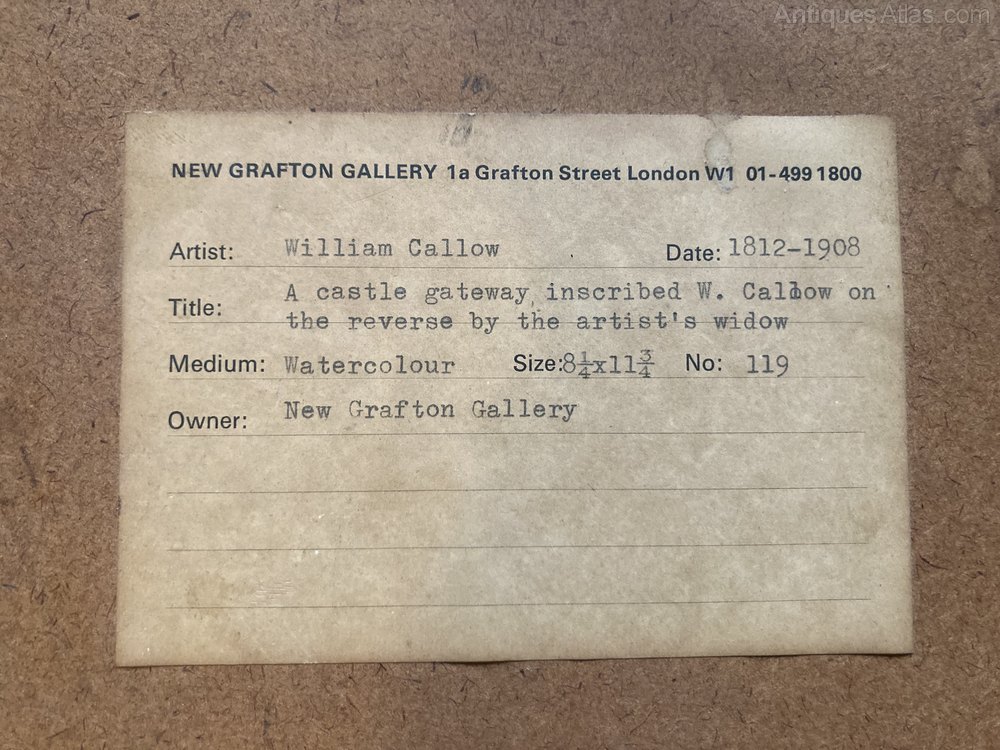 Antiques Atlas.com
NEW GRAFTON GALLERY 1a Grafton Street London W1 01-499 1800
Artist: William Callow Date: 1812-1908
Title: A castle gateway, inscribed W. Callow on
the reverse by the artist's widow
Medium: Watercolour Size: 8¼x11¾ No: 119
Owner: New Grafton Gallery